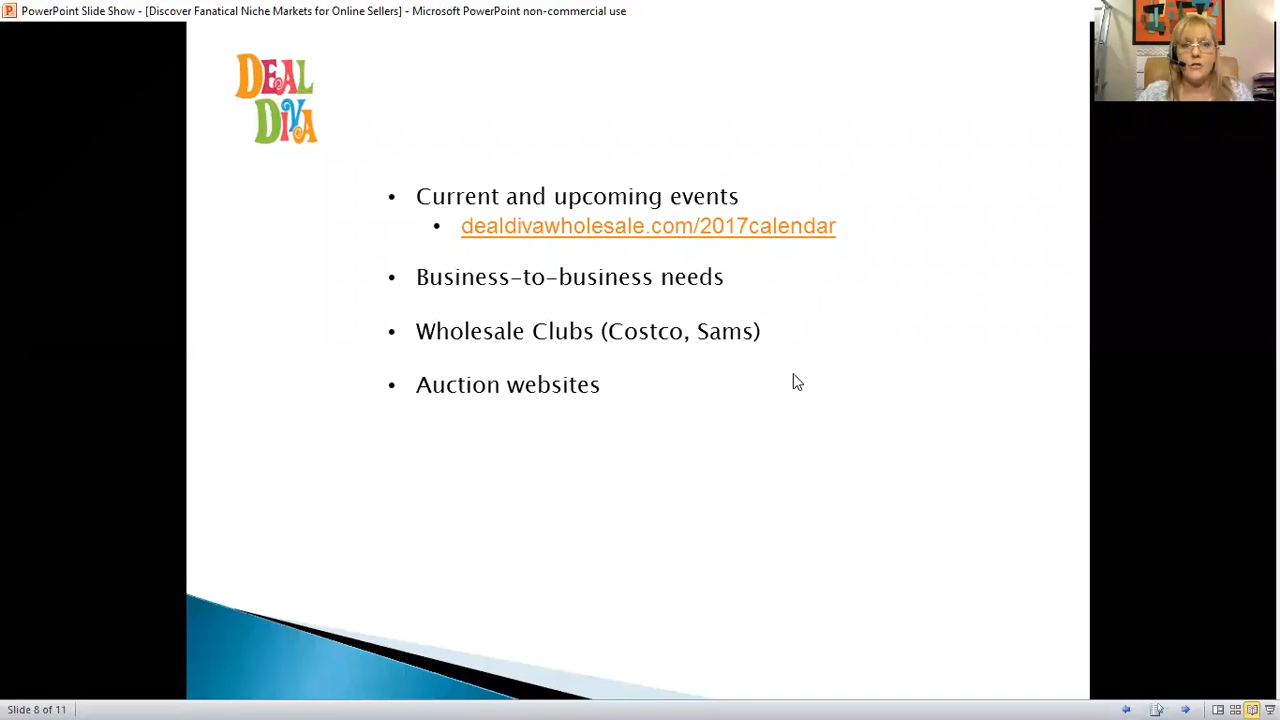 PowerPoint Slide Show - [Discover Fanatical Niche Markets for Online Sellers] - Microsoft PowerPoint non-commercial use
DEAL
DIVA
• Current and upcoming events
• dealdivawholesale.com/2017calendar
• Business-to-business needs
• Wholesale Clubs (Costco, Sams)
• Auction websites
Slide 8 of 11